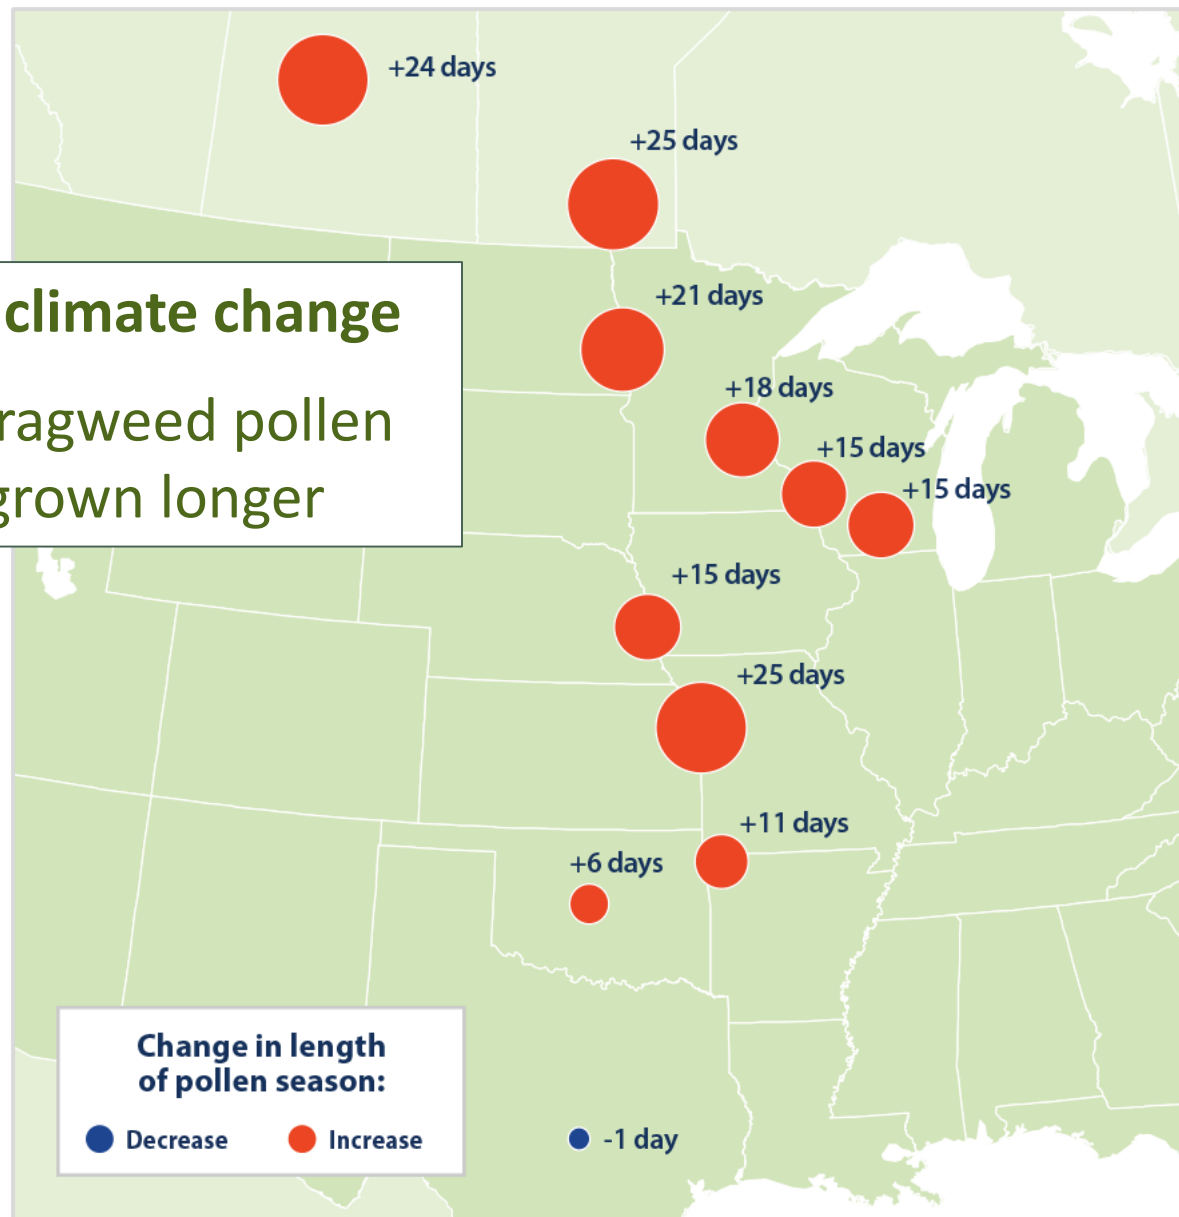 +24 days
+25 days
climate change
+21 days
ragweed pollen
grown longer
+18 days
+15 days
+15 days
+15 days
+25 days
+11 days
+6 days
Change in length
of pollen season:
Decrease
Increase
-1 day